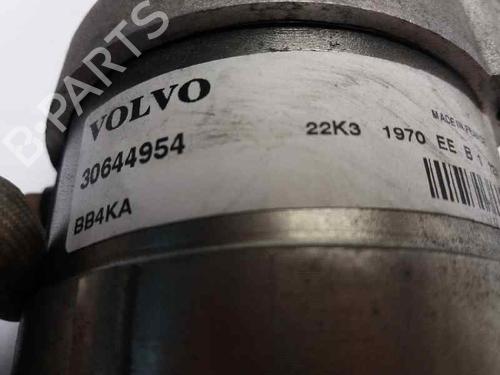 B-PARTS
VOLVO
30644954
BB4KA
MADE IN
22K3 1970 EE B 1